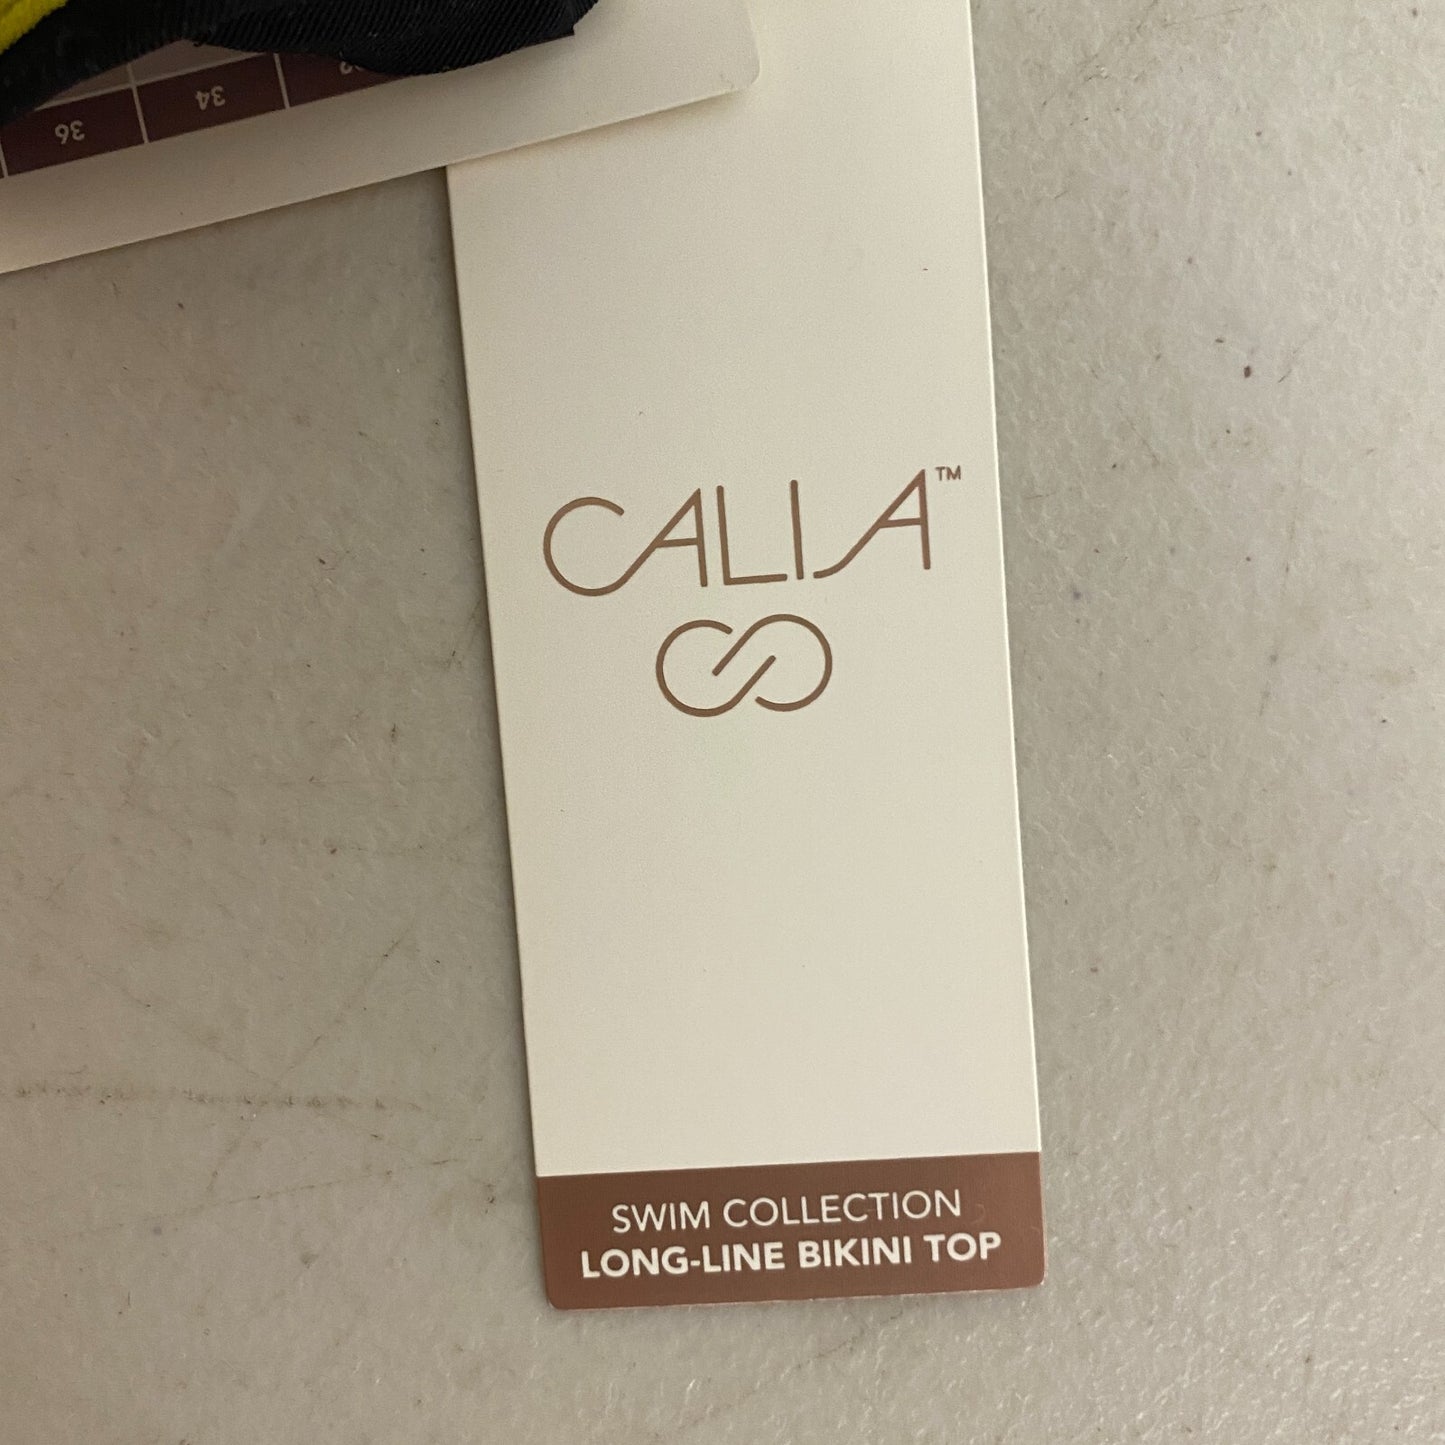 36
34
CALIA™
SWIM COLLECTION
LONG-LINE BIKINI TOP